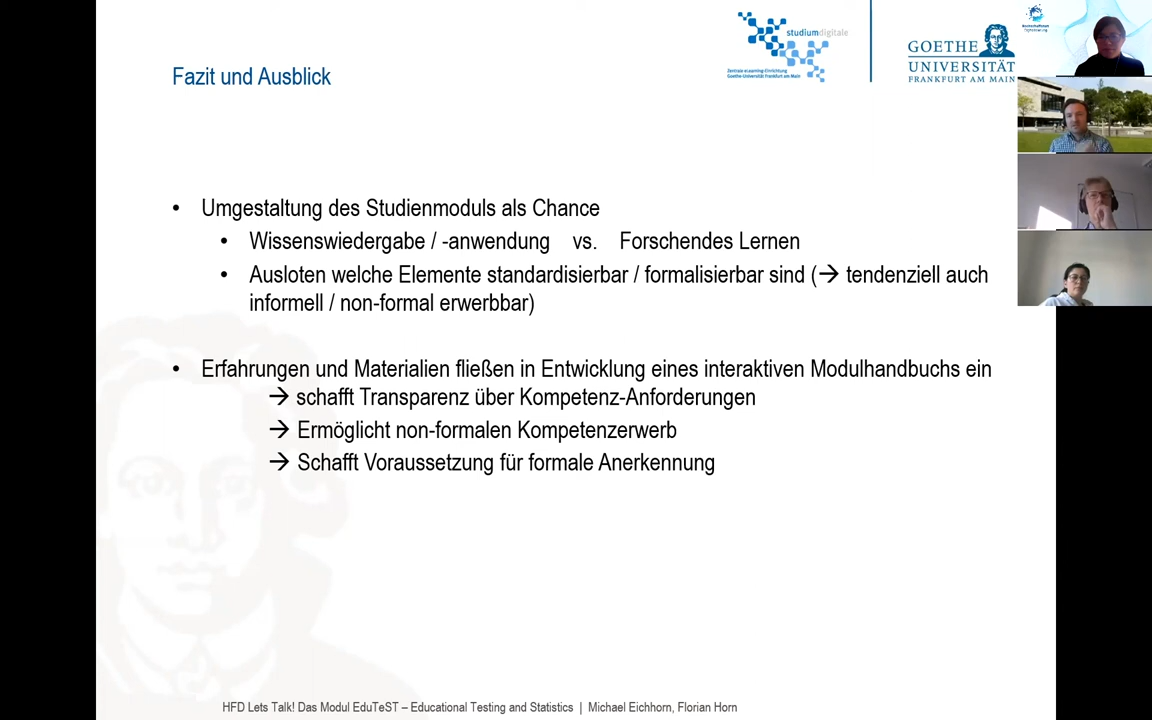 studiumdigitale
Zentrale eLearning-Einrichtung
Goethe-Universität Frankfurt am Main
GOETHE
UNIVERSITÄT
FRANKFURT AM MAIN
Fazit und Ausblick
• Umgestaltung des Studienmoduls als Chance
• Wissenswiedergabe / -anwendung vs. Forschendes Lernen
• Ausloten welche Elemente standardisierbar / formalisierbar sind (→ tendenziell auch
informell / non-formal erwerbbar)
• Erfahrungen und Materialien fließen in Entwicklung eines interaktiven Modulhandbuchs ein
→ schafft Transparenz über Kompetenz-Anforderungen
→ Ermöglicht non-formalen Kompetenzerwerb
→ Schafft Voraussetzung für formale Anerkennung
HFD Lets Talk! Das Modul EduTeST – Educational Testing and Statistics | Michael Eichhorn, Florian Horn